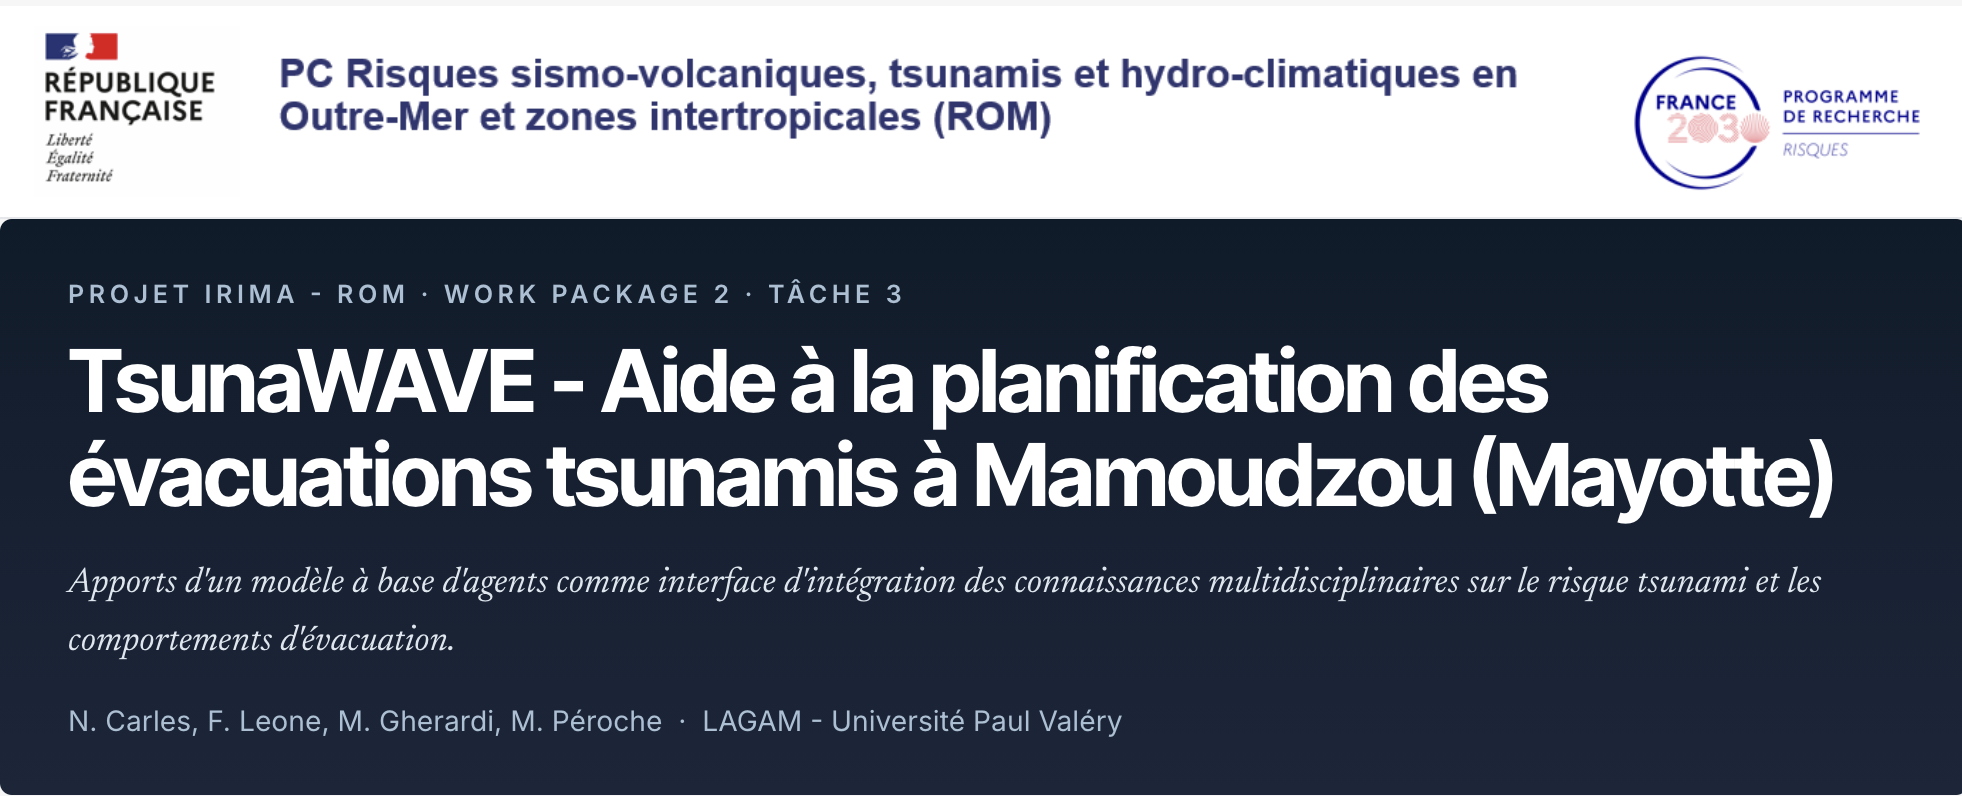 RÉPUBLIQUE
FRANÇAISE
Liberté
Égalité
Fraternité
PC Risques sismo-volcaniques, tsunamis et hydro-climatiques en
Outre-Mer et zones intertropicales (ROM)
FRANCE
2030
PROGRAMME
DE RECHERCHE
RISQUES
PROJET IRIMA - ROM · WORK PACKAGE 2 · TÂCHE 3
TsunaWAVE - Aide à la planification des
évacuations tsunamis à Mamoudzou (Mayotte)
Apports d'un modèle à base d'agents comme interface d'intégration des connaissances multidisciplinaires sur le risque tsunami et les
comportements d'évacuation.
N. Carles, F. Leone, M. Gherardi, M. Péroche · LAGAM - Université Paul Valéry